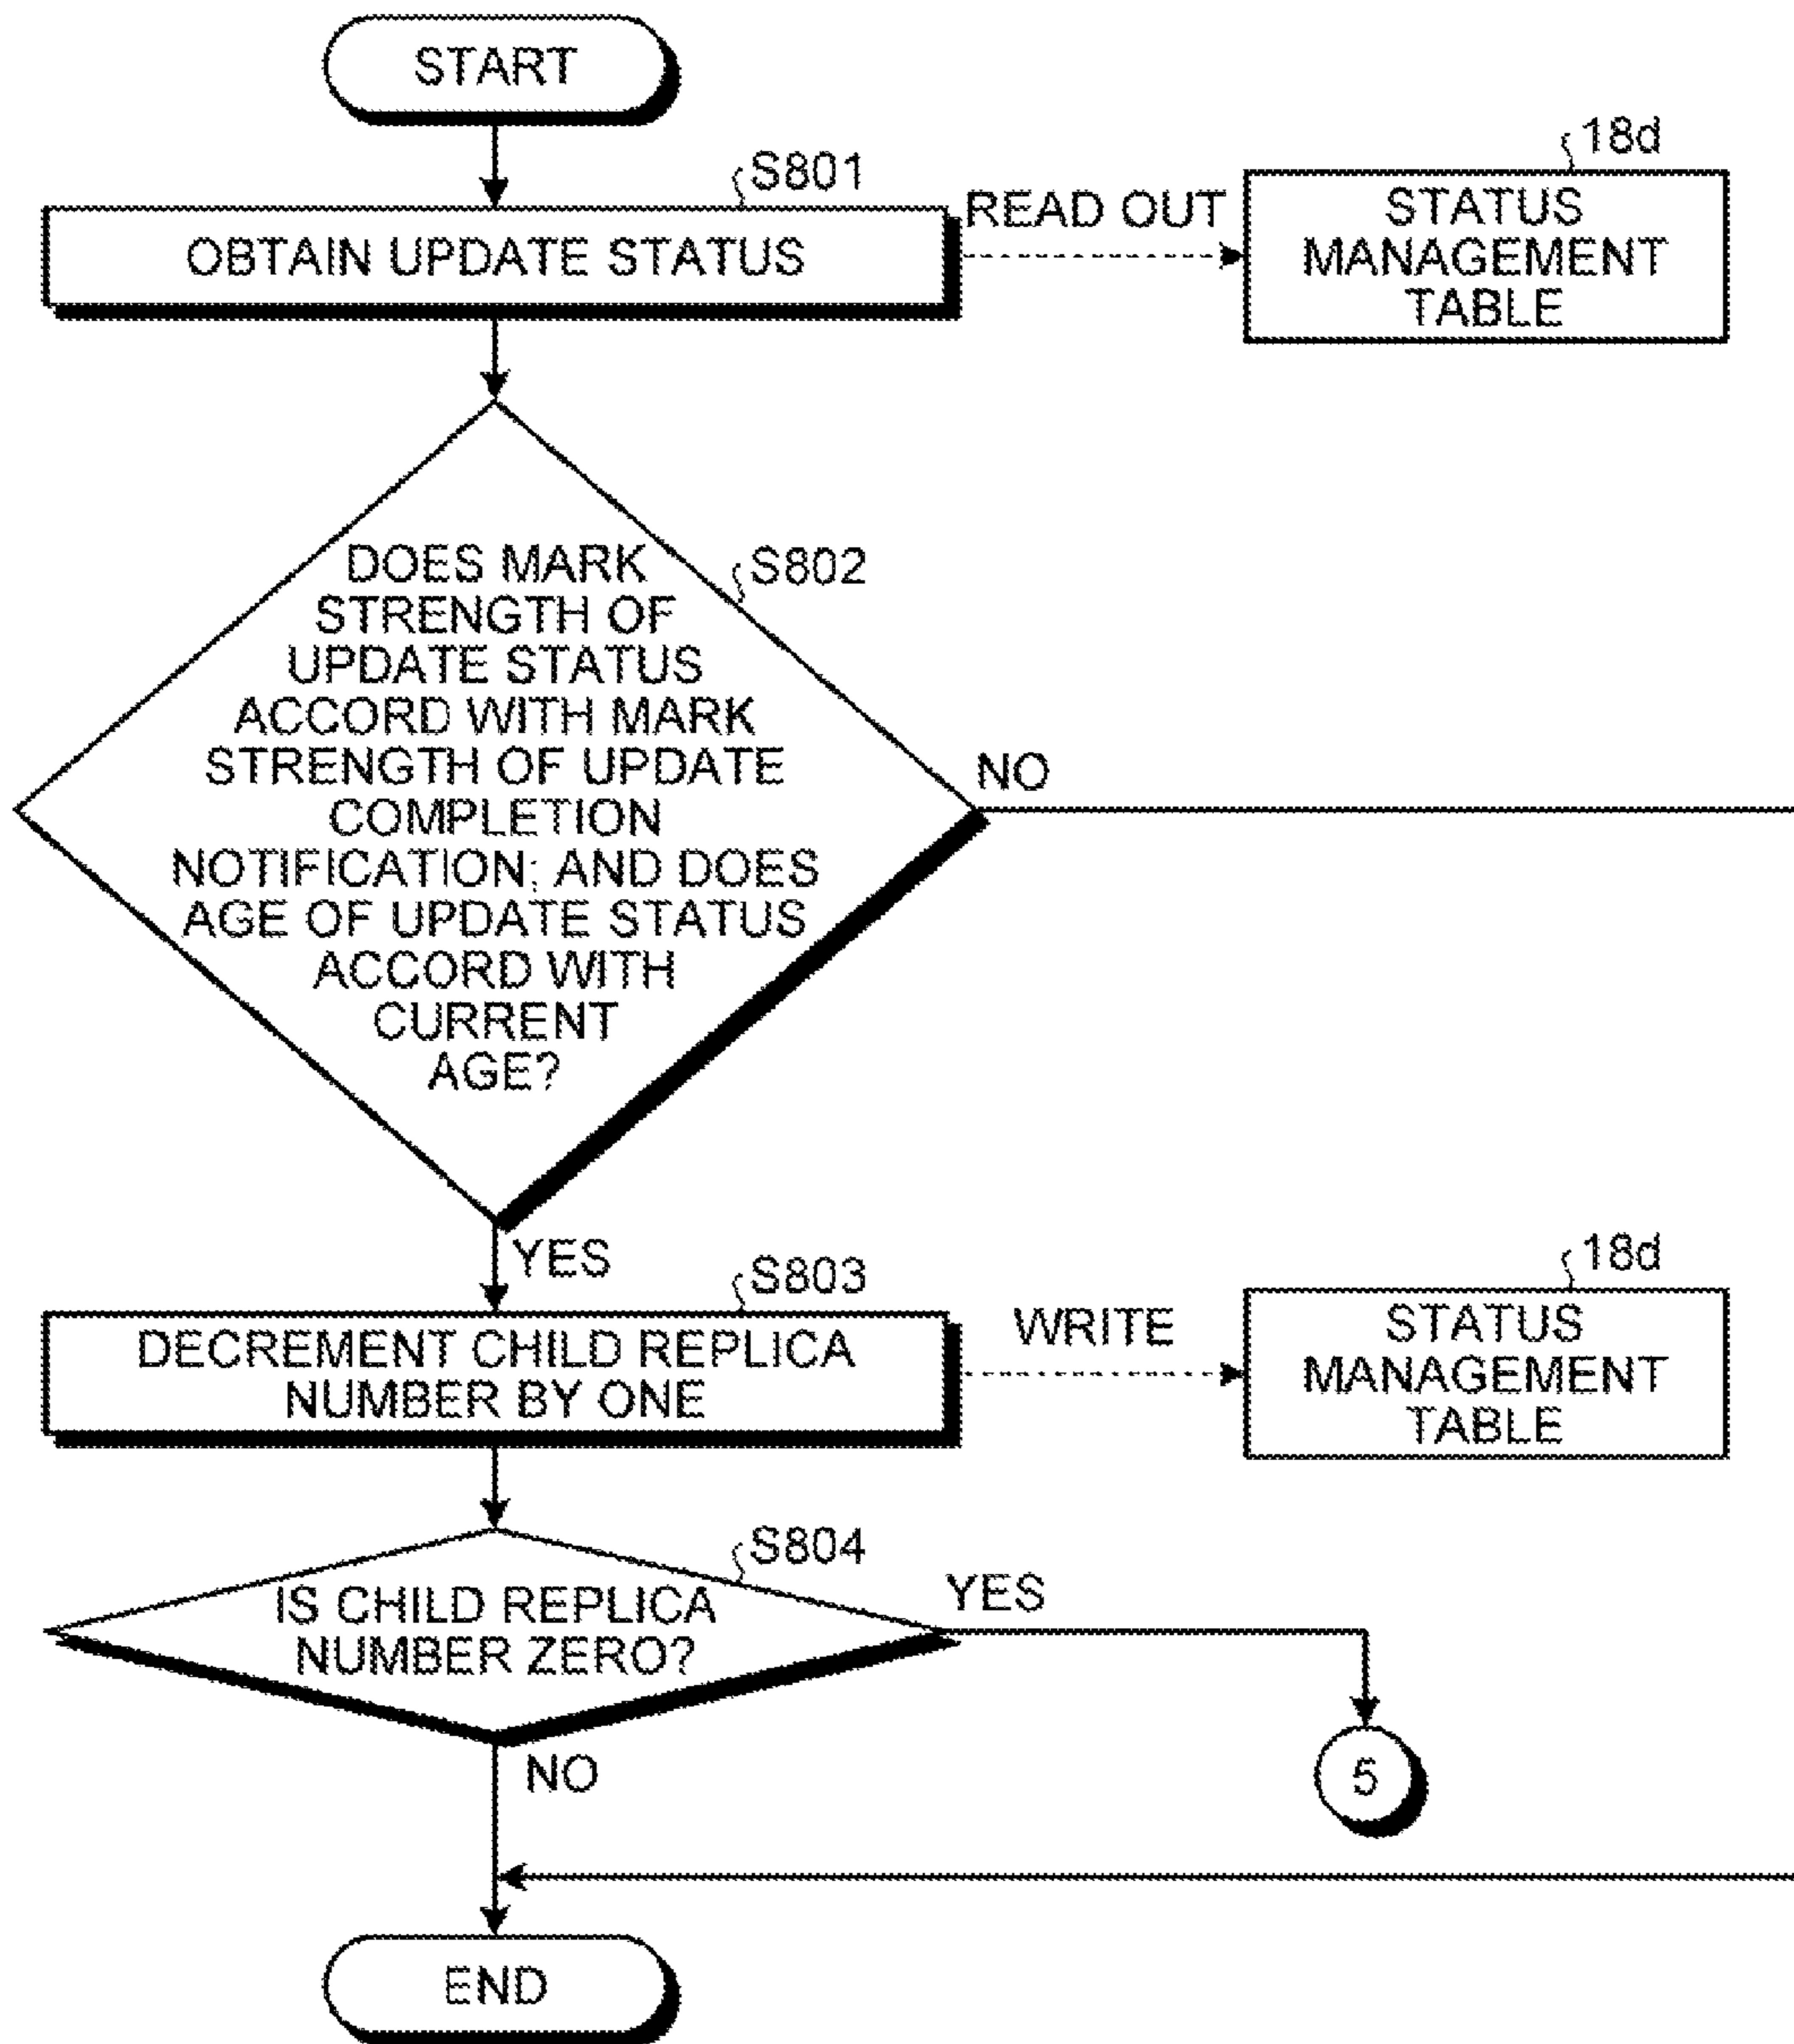 START
S801
OBTAIN UPDATE STATUS
READ OUT
18d
STATUS
MANAGEMENT
TABLE
S802
DOES MARK
STRENGTH OF
UPDATE STATUS
ACCORD WITH MARK
STRENGTH OF UPDATE
COMPLETION
NOTIFICATION; AND DOES
AGE OF UPDATE STATUS
ACCORD WITH
CURRENT
AGE?
NO
YES
S803
DECREMENT CHILD REPLICA
NUMBER BY ONE
WRITE
18d
STATUS
MANAGEMENT
TABLE
S804
IS CHILD REPLICA
NUMBER ZERO?
YES
5
NO
END